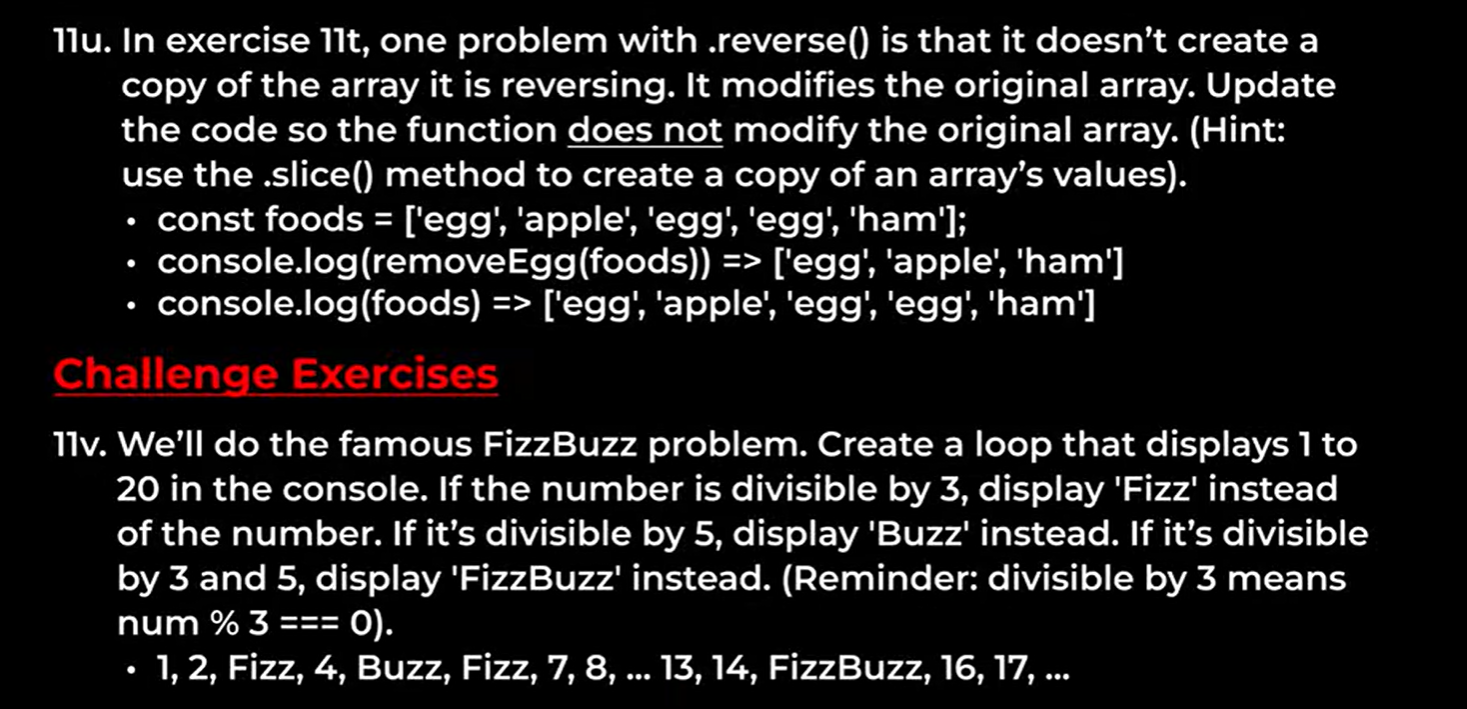 11u. In exercise 11t, one problem with .reverse() is that it doesn’t create a
copy of the array it is reversing. It modifies the original array. Update
the code so the function does not modify the original array. (Hint:
use the .slice() method to create a copy of an array’s values).
• const foods = ['egg', 'apple', 'egg', 'egg', 'ham'];
• console.log(removeEgg(foods)) => ['egg', 'apple', 'ham']
• console.log(foods) => ['egg', 'apple', 'egg', 'egg', 'ham']
Challenge Exercises
11v. We’ll do the famous FizzBuzz problem. Create a loop that displays 1 to
20 in the console. If the number is divisible by 3, display 'Fizz' instead
of the number. If it’s divisible by 5, display 'Buzz' instead. If it’s divisible
by 3 and 5, display 'FizzBuzz' instead. (Reminder: divisible by 3 means
num % 3 === 0).
• 1, 2, Fizz, 4, Buzz, Fizz, 7, 8, ... 13, 14, FizzBuzz, 16, 17, ...